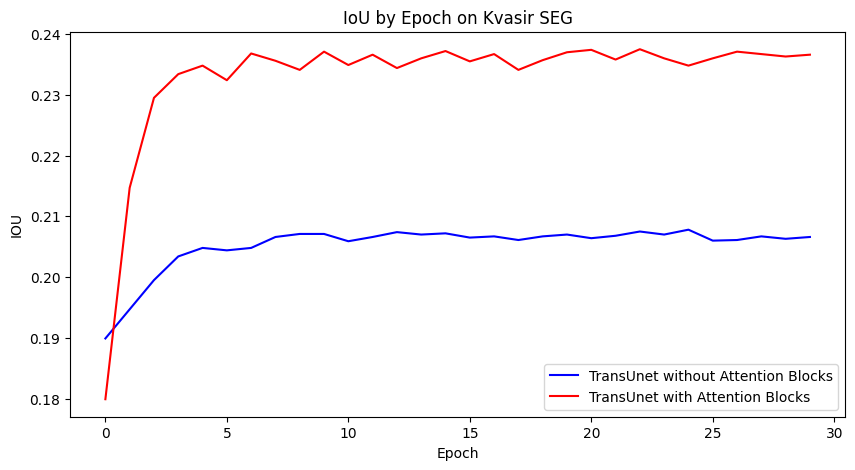 IoU by Epoch on Kvasir SEG
0.24
0.23
0.22
0.21
0.20
0.19
0.18
IOU
TransUnet without Attention Blocks
TransUnet with Attention Blocks
0 5 10 15 20 25 30
Epoch